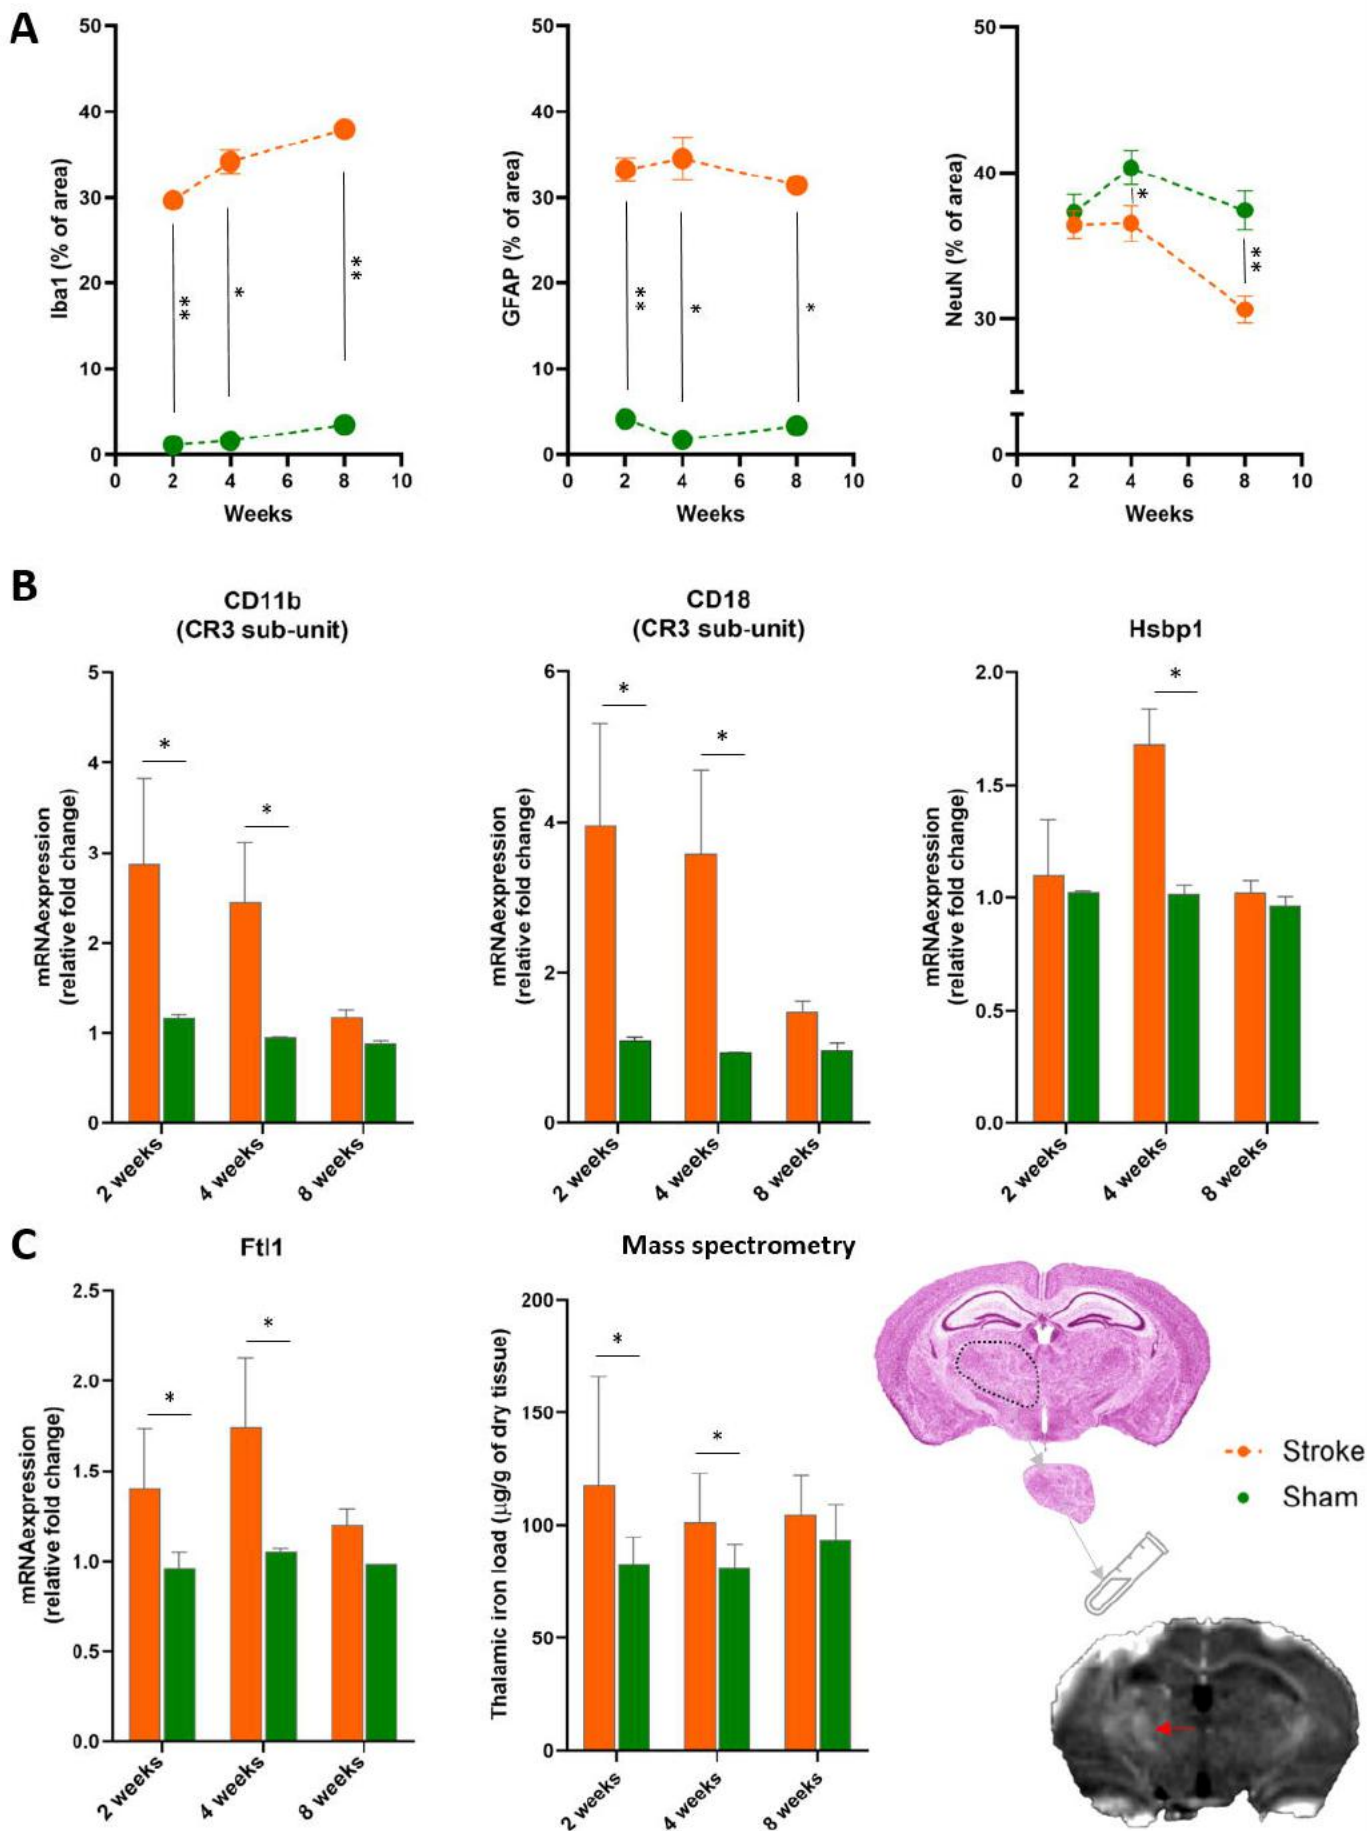 A
50
40
30
20
10
0
Iba1 (% of area)
**
*
**
0 2 4 6 8 10
Weeks
50
40
30
20
10
0
GFAP (% of area)
**
*
*
0 2 4 6 8 10
Weeks
50
40
30
0
NeuN (% of area)
*
**
0 2 4 6 8 10
Weeks
B
CD11b
(CR3 sub-unit)
5
4
3
2
1
0
mRNAexpression
(relative fold change)
*
*
2 weeks
4 weeks
8 weeks
CD18
(CR3 sub-unit)
6
4
2
0
mRNAexpression
(relative fold change)
*
*
2 weeks
4 weeks
8 weeks
Hsbp1
2.0
1.5
1.0
0.5
0.0
mRNAexpression
(relative fold change)
*
2 weeks
4 weeks
8 weeks
C
Ftl1
2.5
2.0
1.5
1.0
0.5
0.0
mRNAexpression
(relative fold change)
*
*
2 weeks
4 weeks
8 weeks
Mass spectrometry
200
150
100
50
0
Thalamic iron load (µg/g of dry tissue)
*
*
2 weeks
4 weeks
8 weeks
Stroke
Sham